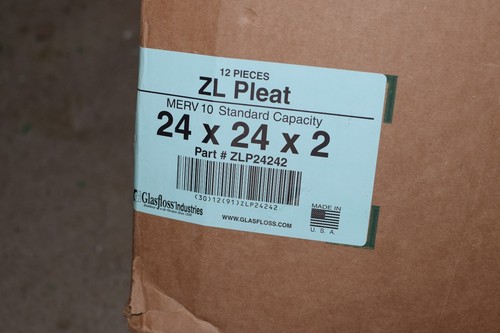 12 PIECES
ZL Pleat
MERV 10 Standard Capacity
24 x 24 x 2
Part # ZLP24242
(30)12(91)ZLP24242
Glasfloss Industries
WWW.GLASFLOSS.COM
MADE IN
U.S.A.